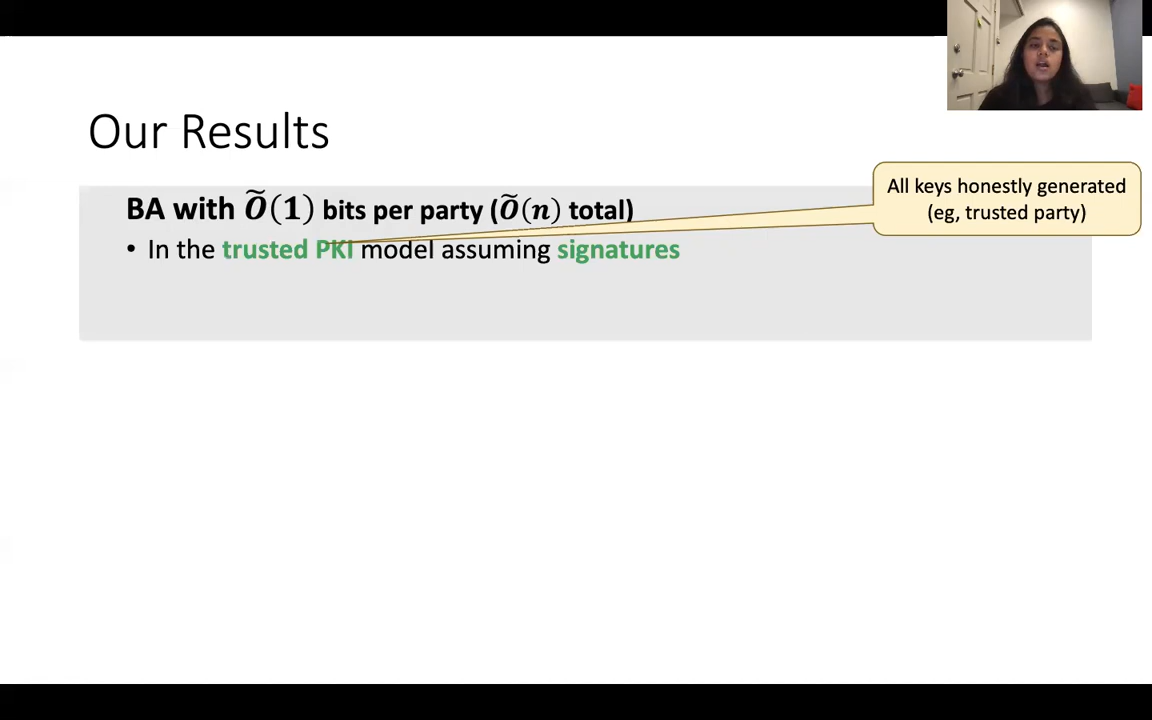 Our Results
BA with Õ(1) bits per party (Õ(n) total)
All keys honestly generated
(eg, trusted party)
• In the trusted PKI model assuming signatures